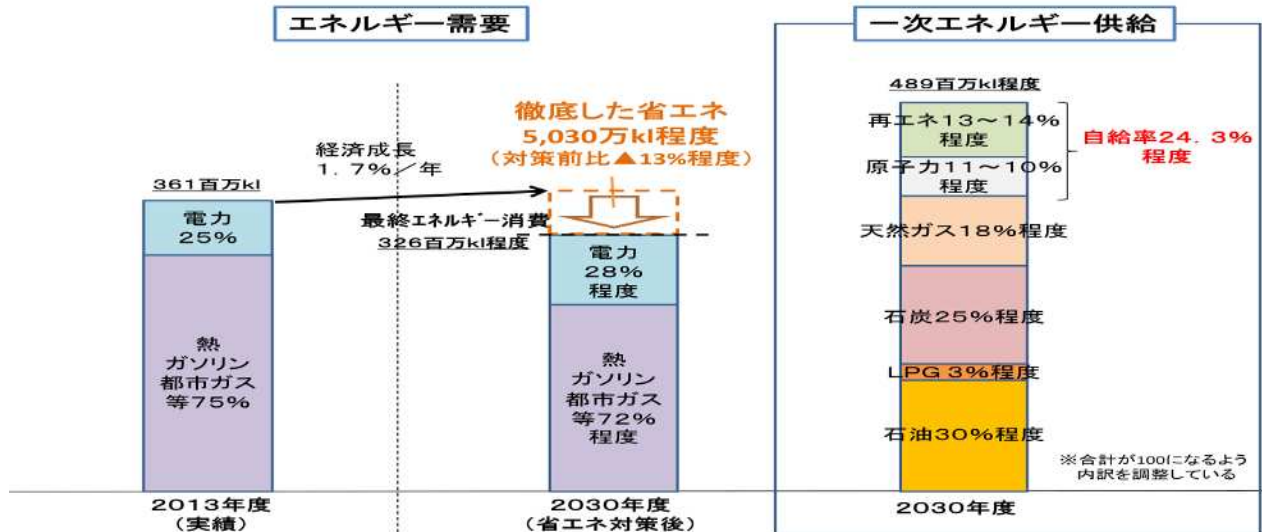 エネルギー需要
一次エネルギー供給
徹底した省エネ
5,030万kl程度
（対策前比▲13%程度）
経済成長
1．7%／年
361百万kl
電力
25%
熱
ガソリン
都市ガス
等75%
2013年度
（実績）
最終エネルギー消費
326百万kl程度
電力
28%
程度
熱
ガソリン
都市ガス
等72%
程度
2030年度
（省エネ対策後）
489百万kl程度
再エネ13～14%
程度
原子力11～10%
程度
自給率24．3%
程度
天然ガス18%程度
石炭25%程度
LPG 3%程度
石油30%程度
※合計が100になるよう
内訳を調整している
2030年度